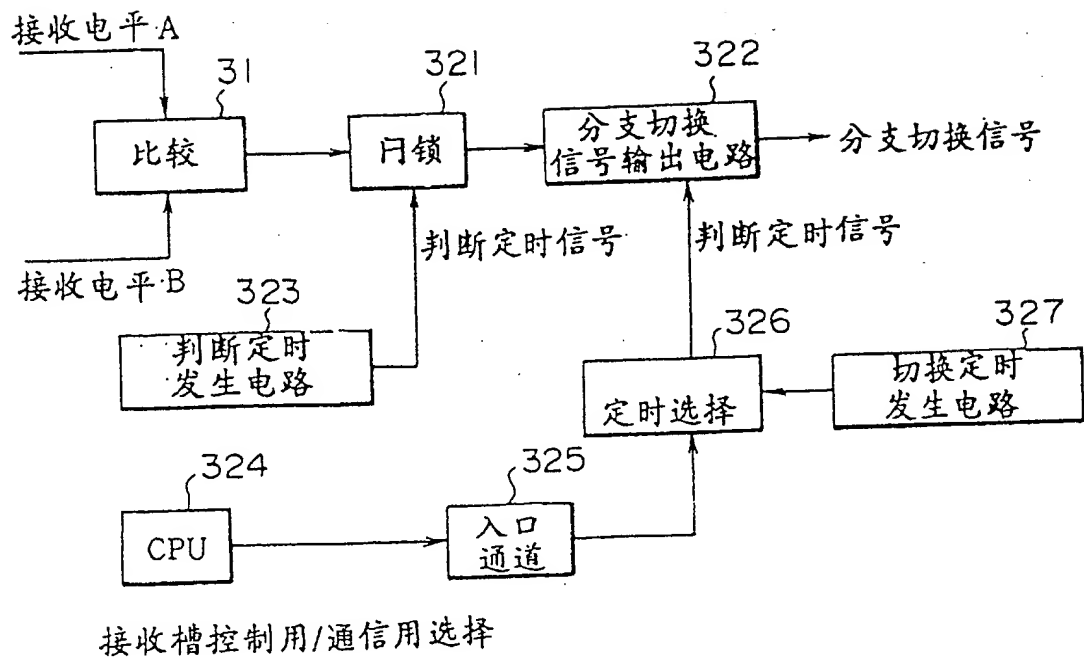 接收电平A
31
比较
接收电平B
321
闩锁
322
分支切换
信号输出电路
分支切换信号
判断定时信号
判断定时信号
323
判断定时
发生电路
326
定时选择
327
切换定时
发生电路
324
CPU
325
入口
通道
接收槽控制用/通信用选择